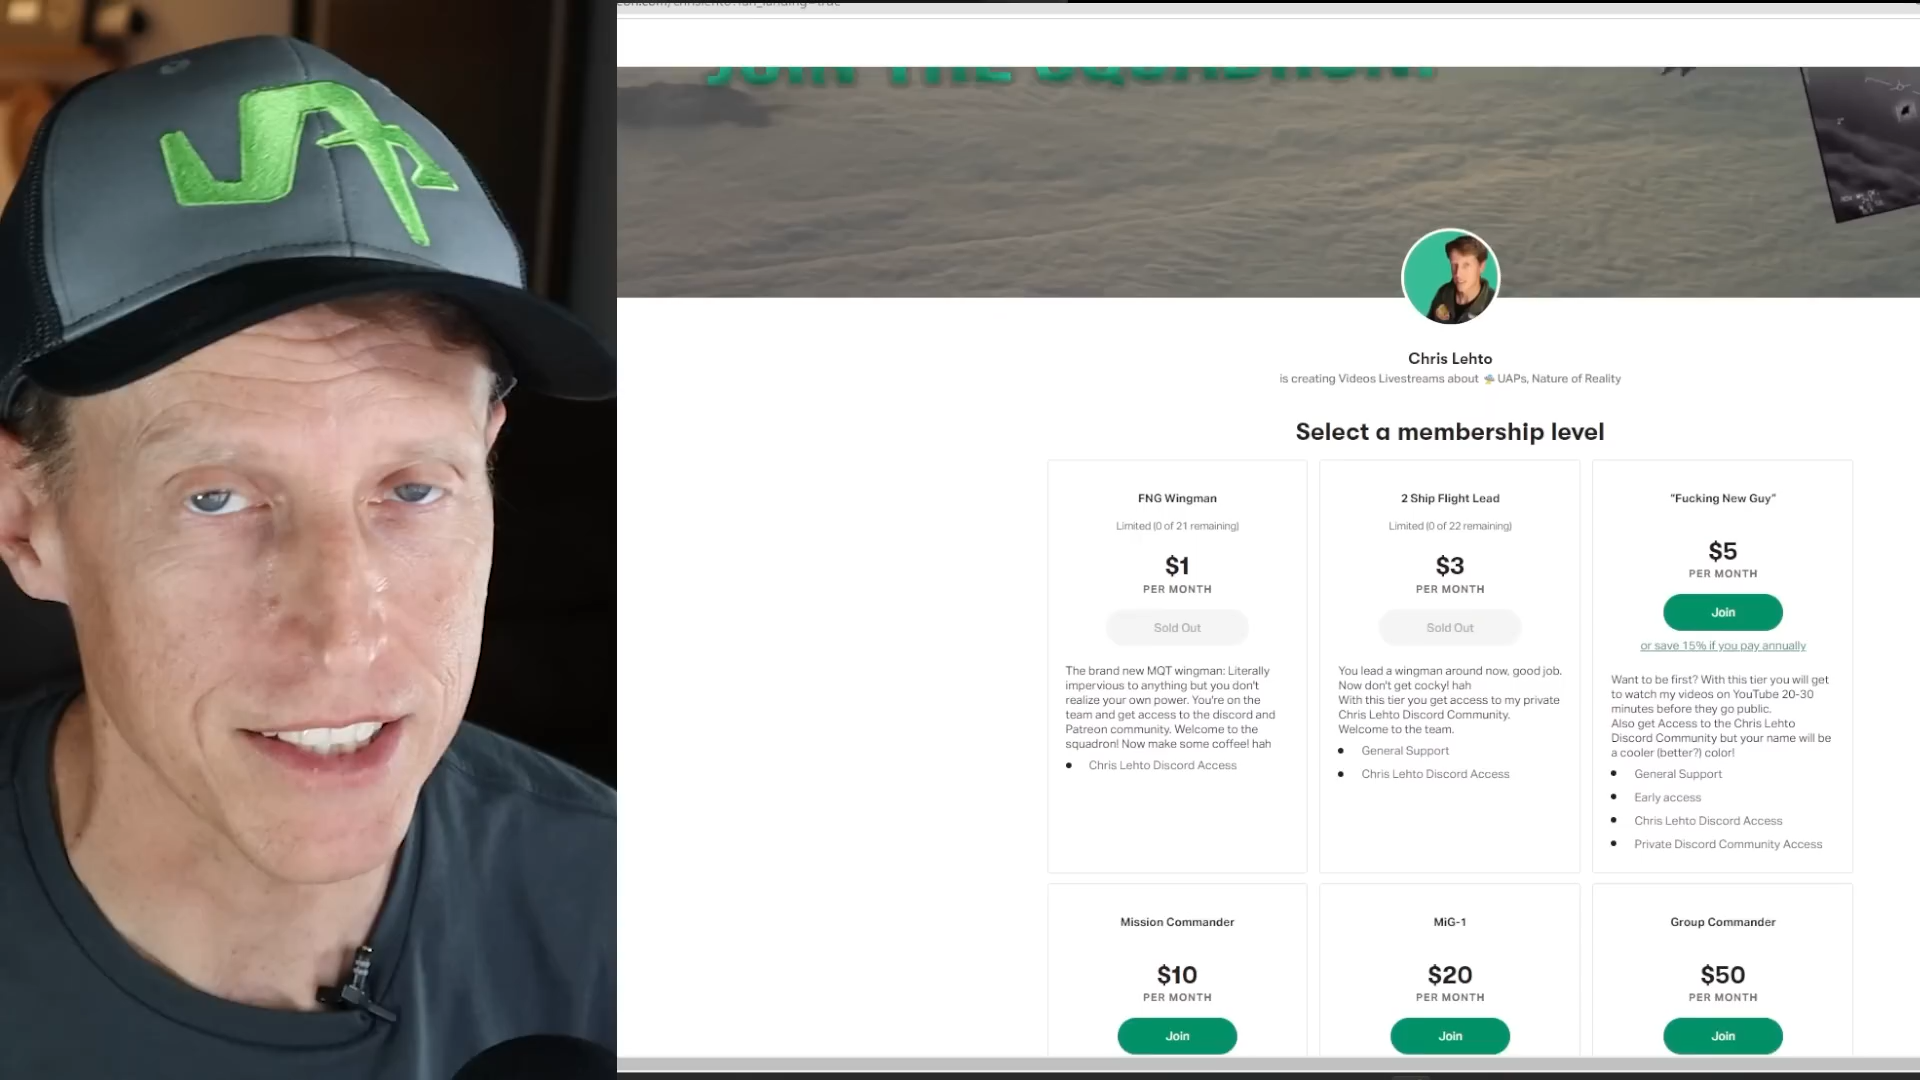 JOIN THE SQUADRON!
Chris Lehto
is creating Videos Livestreams about 🛸 UAPs, Nature of Reality
Select a membership level
FNG Wingman
Limited (0 of 21 remaining)
$1
PER MONTH
Sold Out
The brand new MQT wingman: Literally
impervious to anything but you don't
realize your own power. You're on the
team and get access to the discord and
Patreon community. Welcome to the
squadron! Now make some coffee! hah
Chris Lehto Discord Access
2 Ship Flight Lead
Limited (0 of 22 remaining)
$3
PER MONTH
Sold Out
You lead a wingman around now, good job.
Now don't get cocky! hah
With this tier you get access to my private
Chris Lehto Discord Community.
Welcome to the team.
General Support
Chris Lehto Discord Access
"Fucking New Guy"
$5
PER MONTH
Join
or save 15% if you pay annually
Want to be first? With this tier you will get
to watch my videos on YouTube 20-30
minutes before they go public.
Also get Access to the Chris Lehto
Discord Community but your name will be
a cooler (better?) color!
General Support
Early access
Chris Lehto Discord Access
Private Discord Community Access
Mission Commander
$10
PER MONTH
Join
MiG-1
$20
PER MONTH
Join
Group Commander
$50
PER MONTH
Join